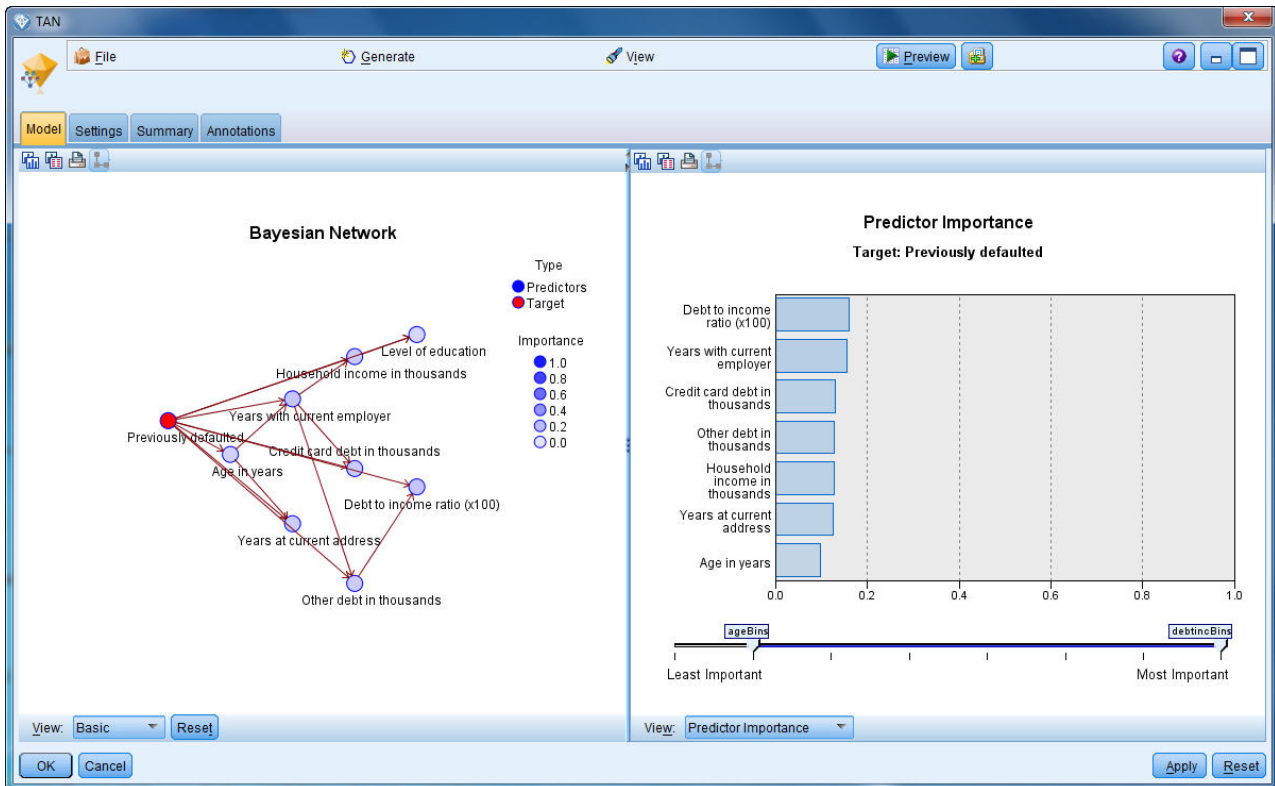 TAN
File
Generate
View
Preview
Model
Settings
Summary
Annotations
Bayesian Network
Type
Predictors
Target
Importance
1.0
0.8
0.6
0.4
0.2
0.0
Level of education
Household income in thousands
Years with current employer
Previously defaulted
Credit card debt in thousands
Age in years
Debt to income ratio (x100)
Years at current address
Other debt in thousands
View: Basic
Reset
Predictor Importance
Target: Previously defaulted
Debt to income
ratio (x100)
Years with current
employer
Credit card debt in
thousands
Other debt in
thousands
Household
income in
thousands
Years at current
address
Age in years
0.0 0.2 0.4 0.6 0.8 1.0
ageBins
debtincBins
Least Important
Most Important
View: Predictor Importance
OK
Cancel
Apply
Reset